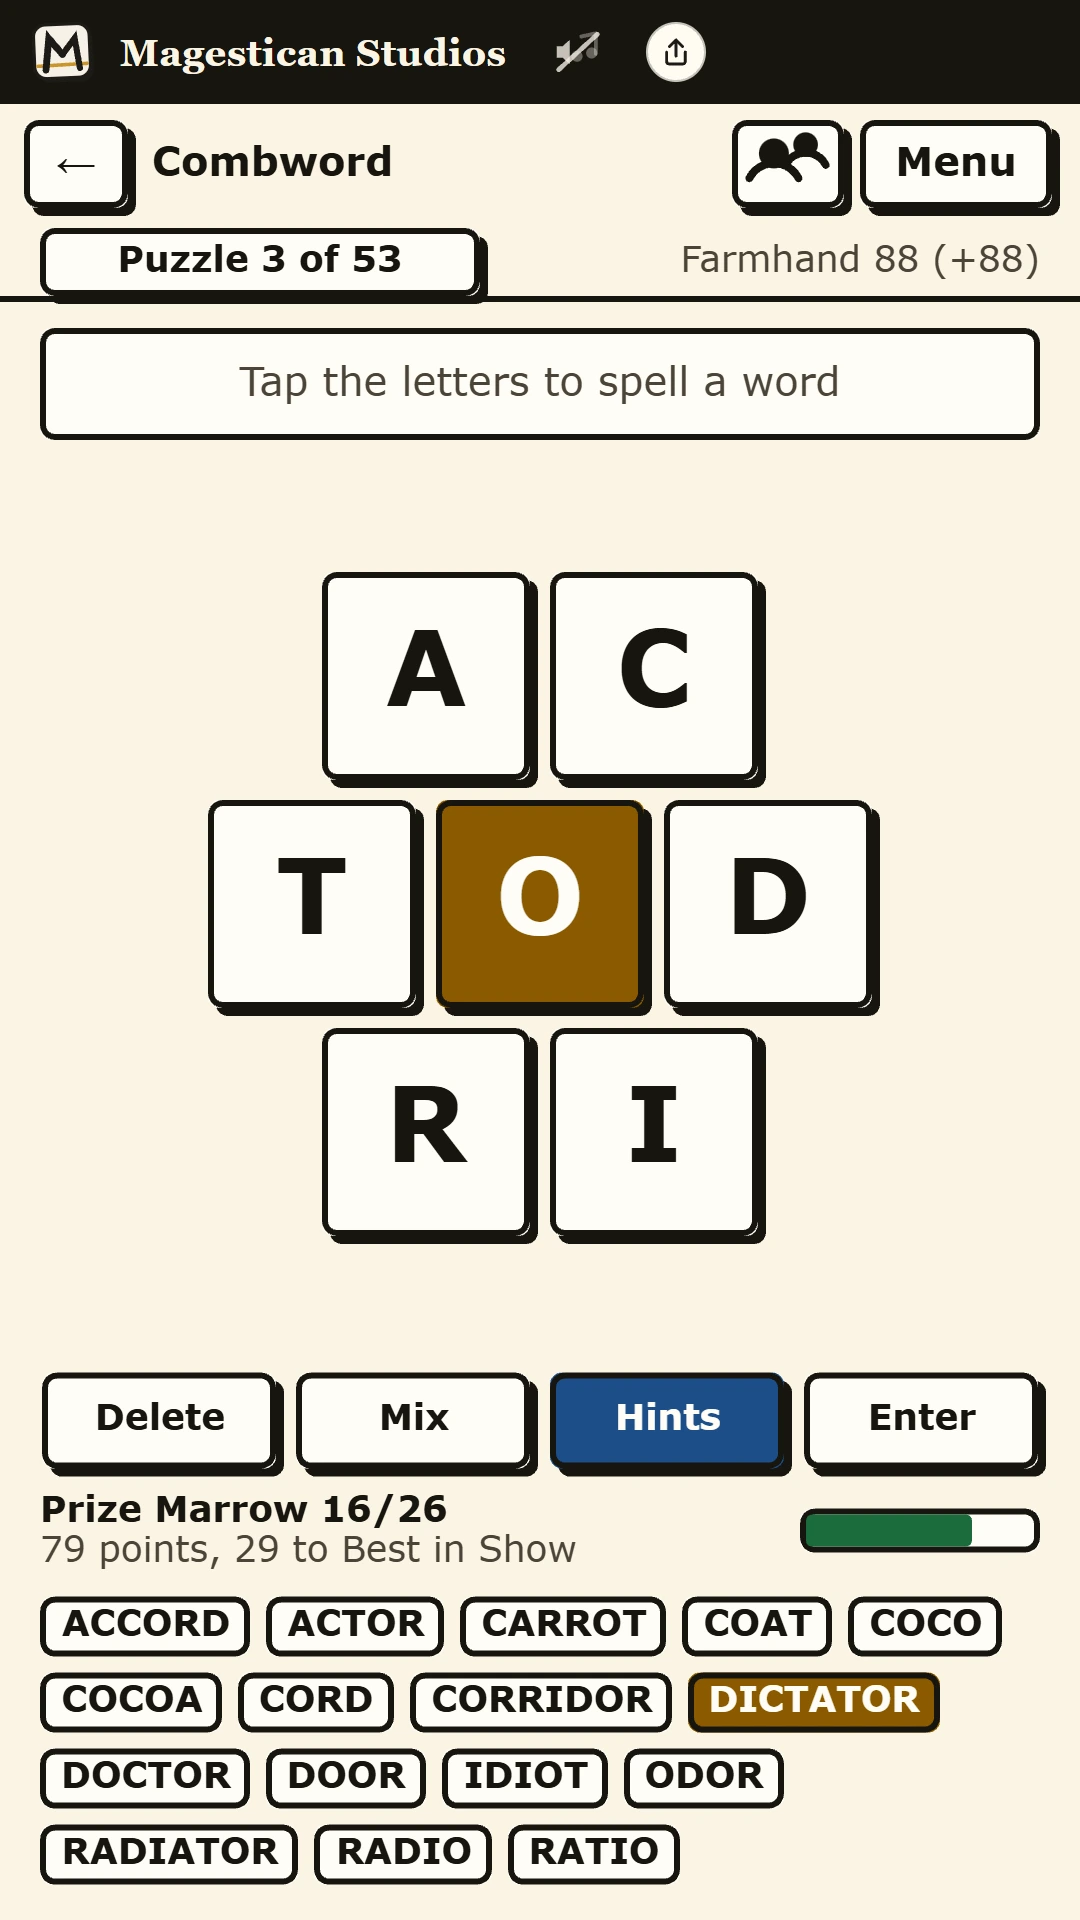 Magestican Studios
← Combword
Menu
Puzzle 3 of 53
Farmhand 88 (+88)
Tap the letters to spell a word
A C
T O D
R I
Delete Mix Hints Enter
Prize Marrow 16/26
79 points, 29 to Best in Show
ACCORD ACTOR CARROT COAT COCO
COCOA CORD CORRIDOR DICTATOR
DOCTOR DOOR IDIOT ODOR
RADIATOR RADIO RATIO